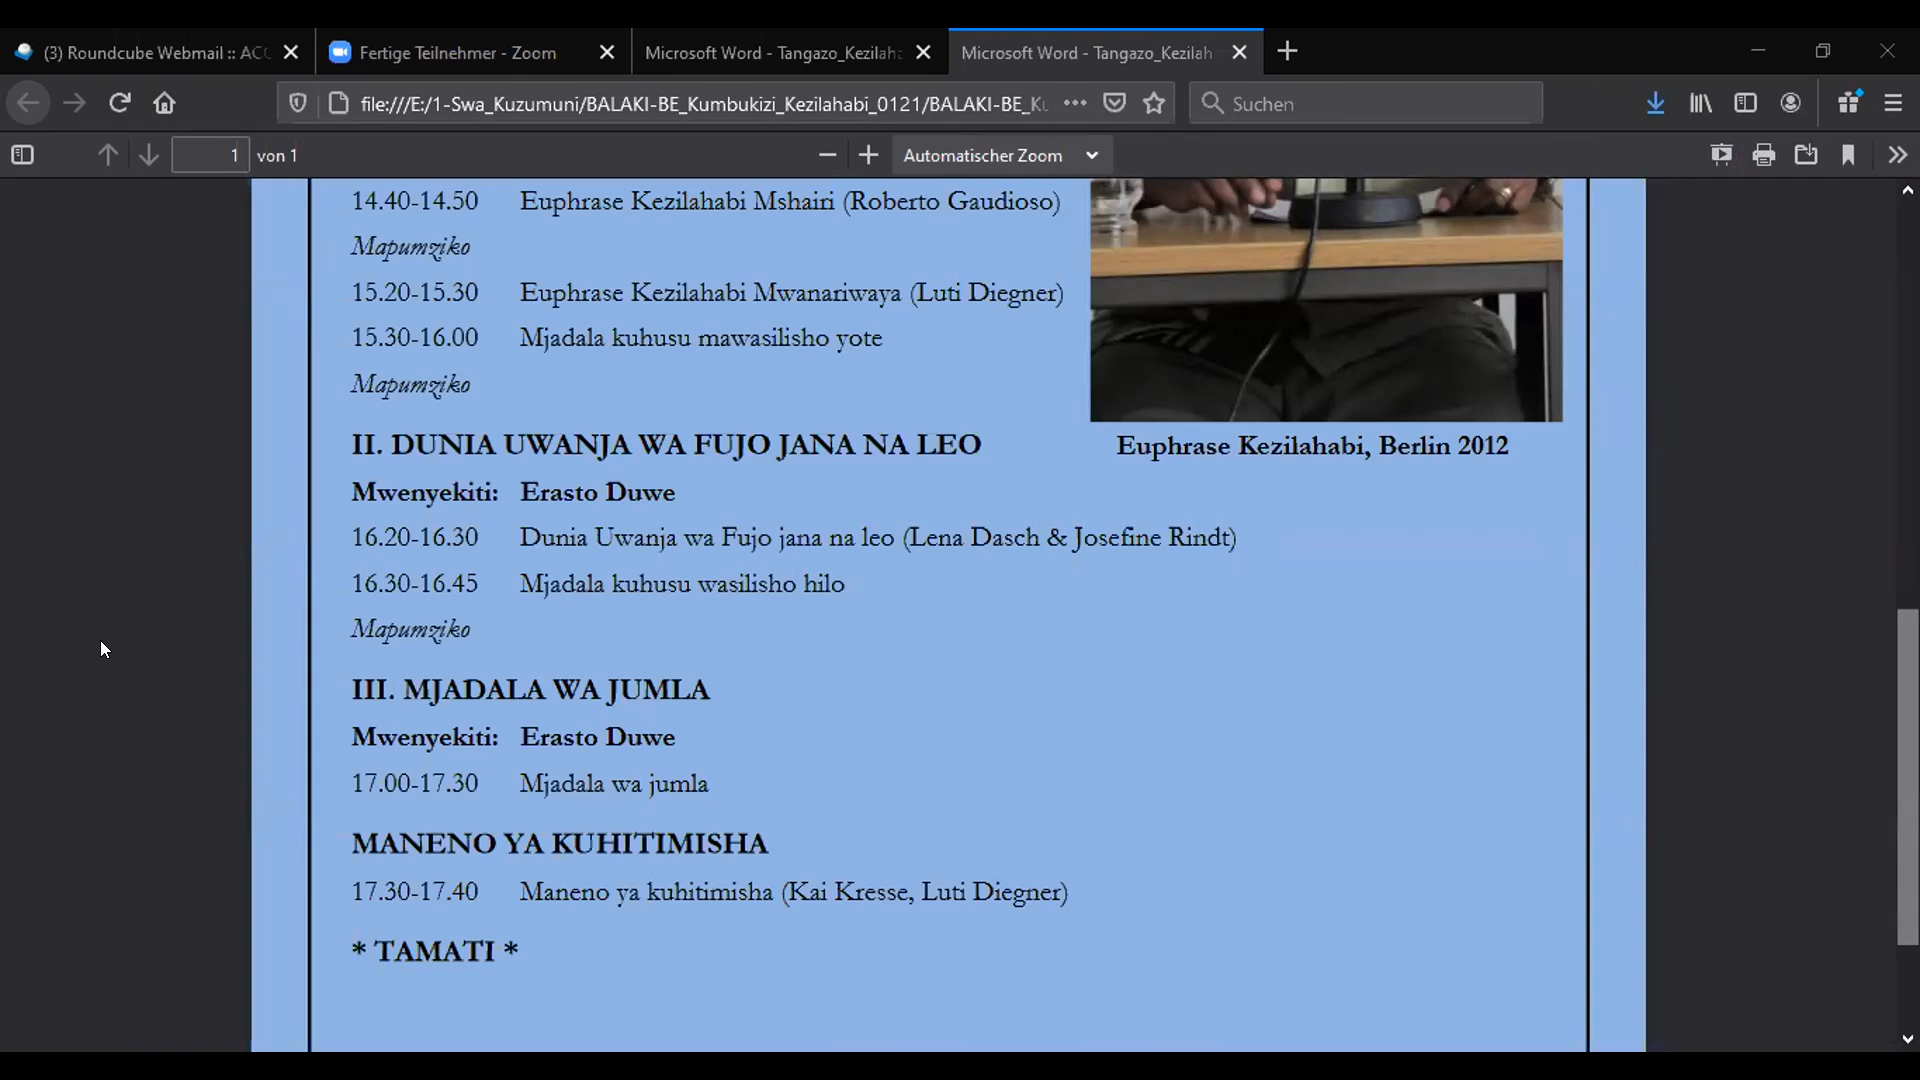 (3) Roundcube Webmail :: ACC
Fertige Teilnehmer - Zoom
Microsoft Word - Tangazo_Kezilaha
Microsoft Word - Tangazo_Kezilah
file:///E:/1-Swa_Kuzumuni/BALAKI-BE_Kumbukizi_Kezilahabi_0121/BALAKI-BE_Ku
Suchen
1 von 1
Automatischer Zoom
14.40-14.50 Euphrase Kezilahabi Mshairi (Roberto Gaudioso)
Mapumziko
15.20-15.30 Euphrase Kezilahabi Mwanariwaya (Luti Diegner)
15.30-16.00 Mjadala kuhusu mawasilisho yote
Mapumziko
II. DUNIA UWANJA WA FUJO JANA NA LEO
Euphrase Kezilahabi, Berlin 2012
Mwenyekiti: Erasto Duwe
16.20-16.30 Dunia Uwanja wa Fujo jana na leo (Lena Dasch & Josefine Rindt)
16.30-16.45 Mjadala kuhusu wasilisho hilo
Mapumziko
III. MJADALA WA JUMLA
Mwenyekiti: Erasto Duwe
17.00-17.30 Mjadala wa jumla
MANENO YA KUHITIMISHA
17.30-17.40 Maneno ya kuhitimisha (Kai Kresse, Luti Diegner)
* TAMATI *